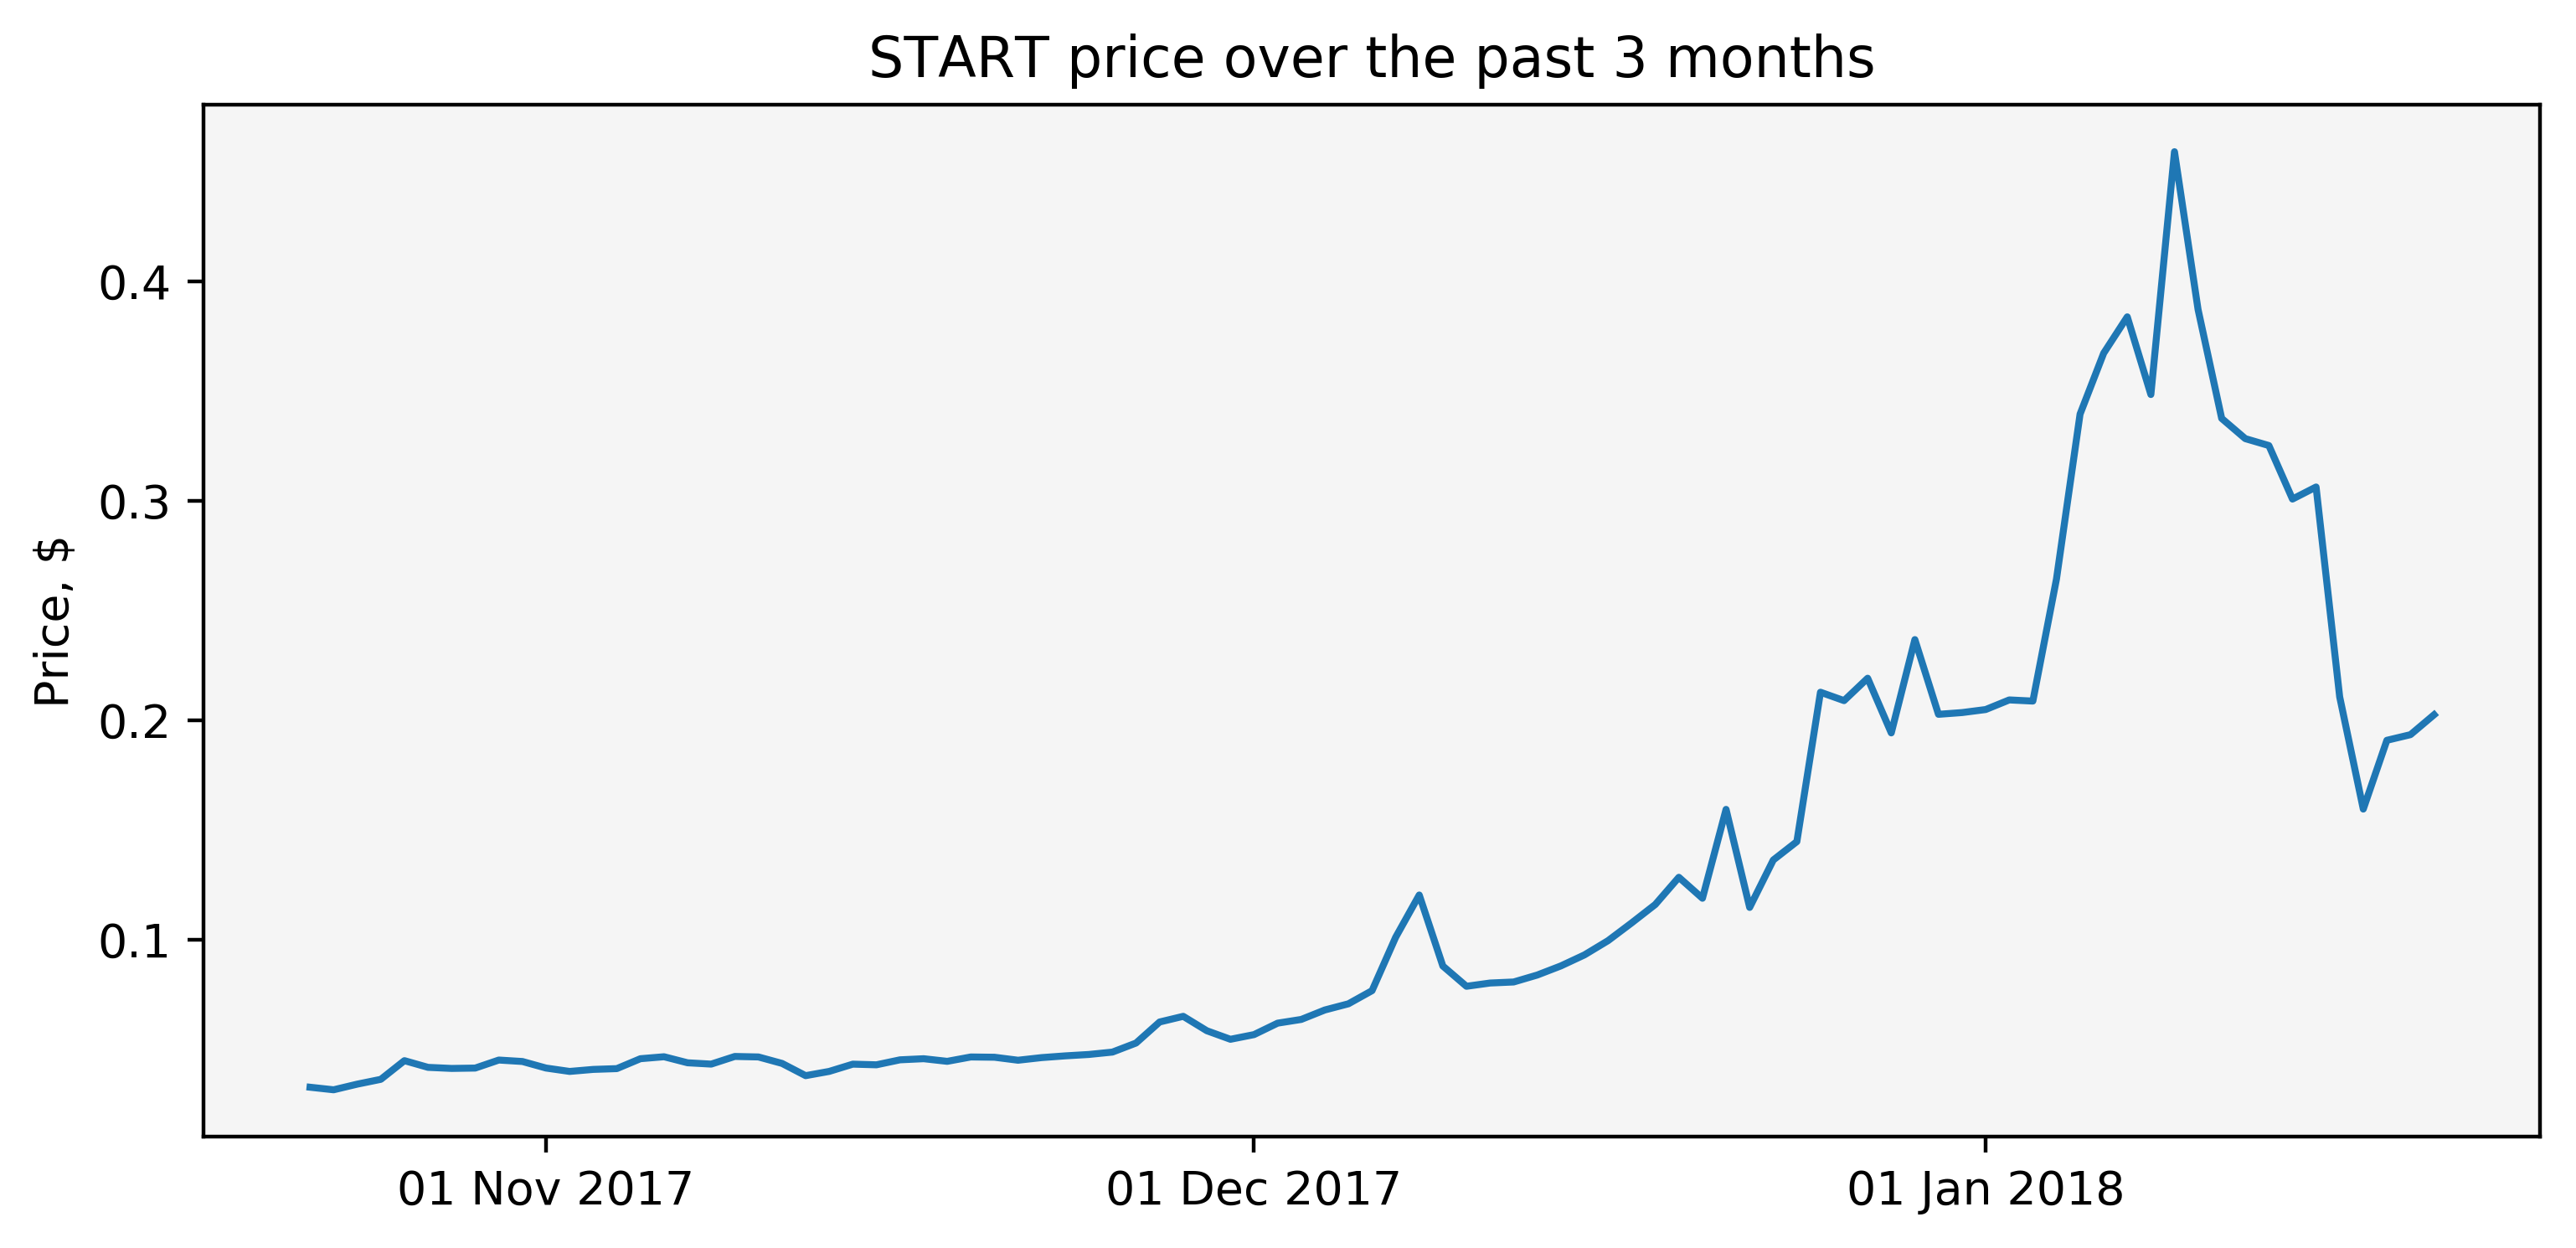 START price over the past 3 months
Price, $
0.4
0.3
0.2
0.1
01 Nov 2017
01 Dec 2017
01 Jan 2018